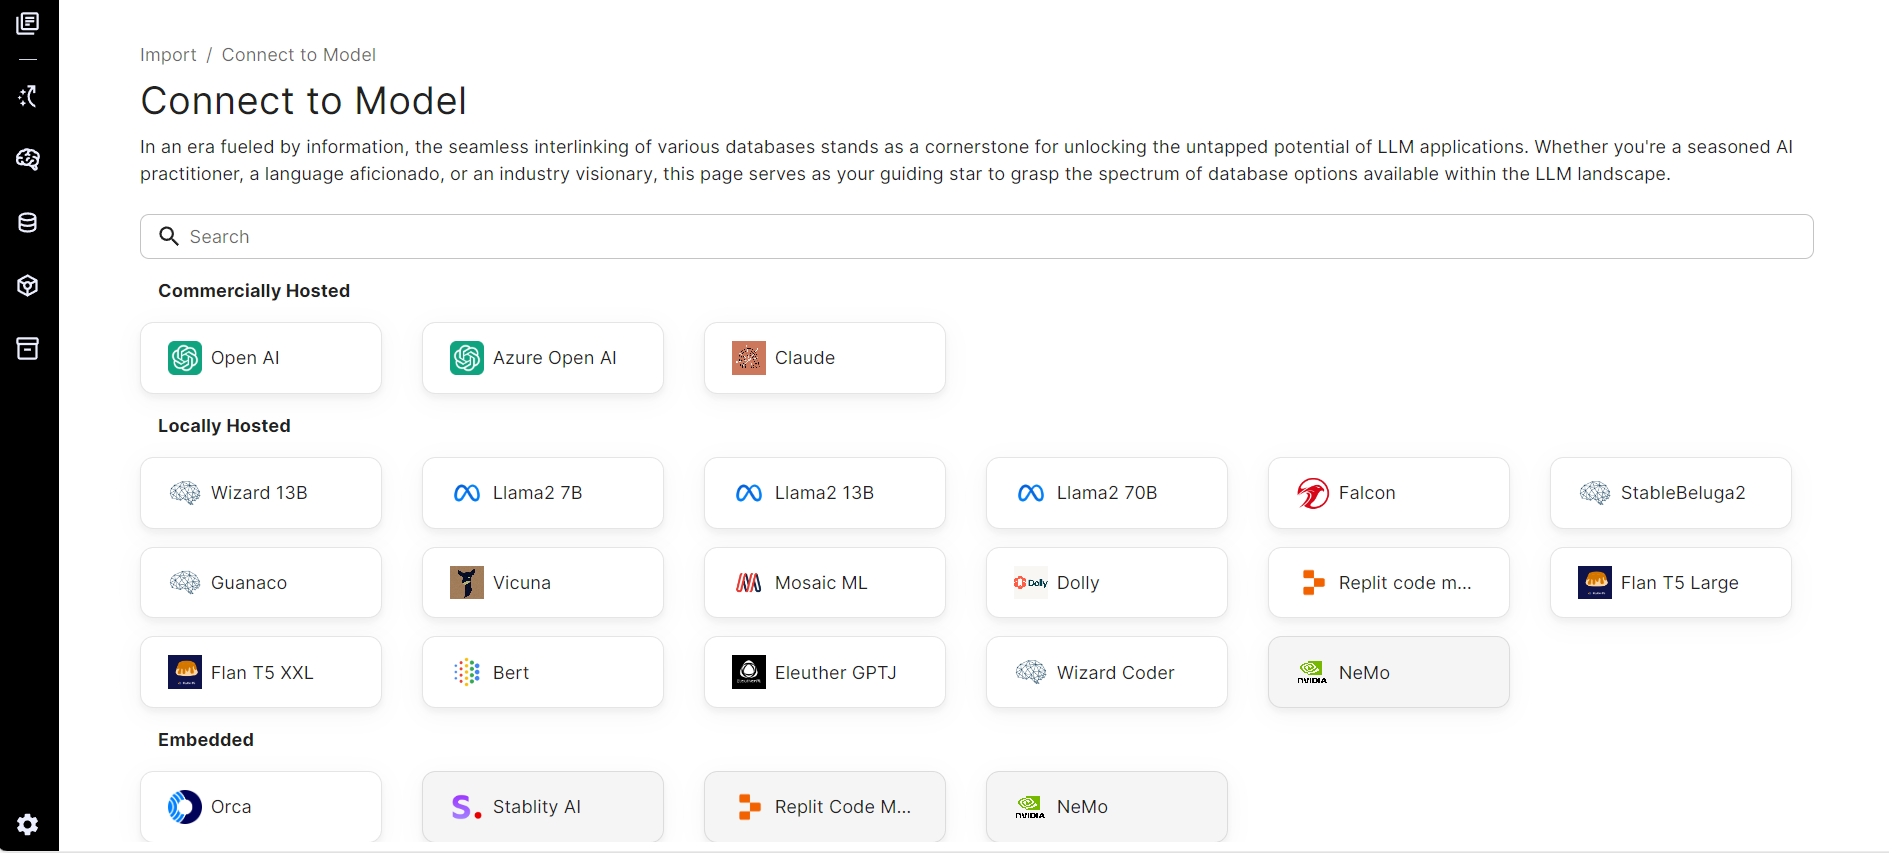 Import / Connect to Model
Connect to Model
In an era fueled by information, the seamless interlinking of various databases stands as a cornerstone for unlocking the untapped potential of LLM applications. Whether you're a seasoned AI
practitioner, a language aficionado, or an industry visionary, this page serves as your guiding star to grasp the spectrum of database options available within the LLM landscape.
Search
Commercially Hosted
Open AI
Azure Open AI
Claude
Locally Hosted
Wizard 13B
Llama2 7B
Llama2 13B
Llama2 70B
Falcon
StableBeluga2
Guanaco
Vicuna
Mosaic ML
Dolly
Dolly
Replit code m...
Flan T5 Large
Flan T5 XXL
Bert
Eleuther GPTJ
Wizard Coder
NVIDIA
NeMo
Embedded
Orca
S.
Stablity AI
Replit Code M...
NVIDIA
NeMo